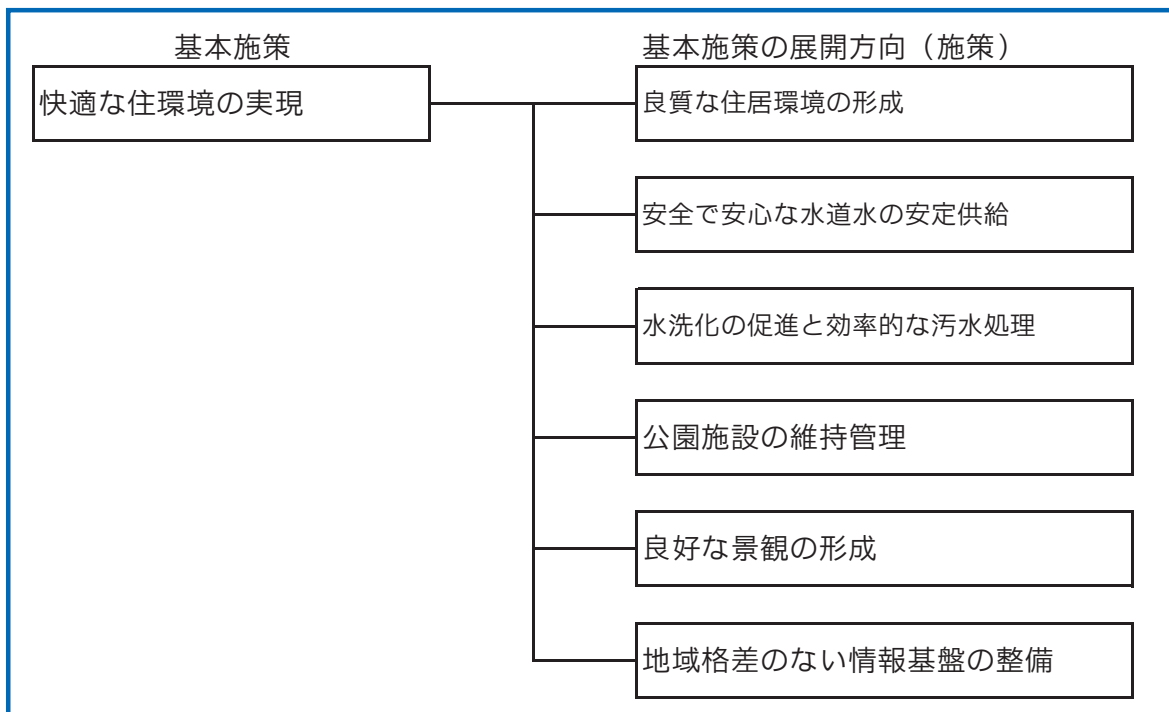 基本施策
基本施策の展開方向（施策）
快適な住環境の実現
良質な住居環境の形成
安全で安心な水道水の安定供給
水洗化の促進と効率的な汚水処理
公園施設の維持管理
良好な景観の形成
地域格差のない情報基盤の整備